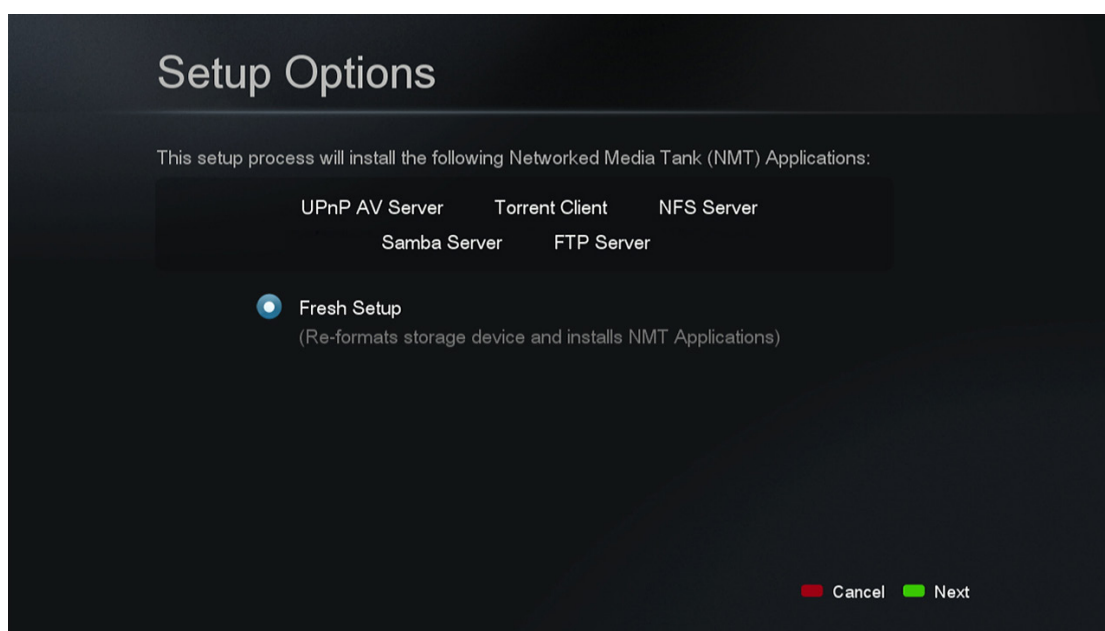 Setup Options
This setup process will install the following Networked Media Tank (NMT) Applications:
UPnP AV Server Torrent Client NFS Server
Samba Server FTP Server
Fresh Setup
(Re-formats storage device and installs NMT Applications)
Cancel Next